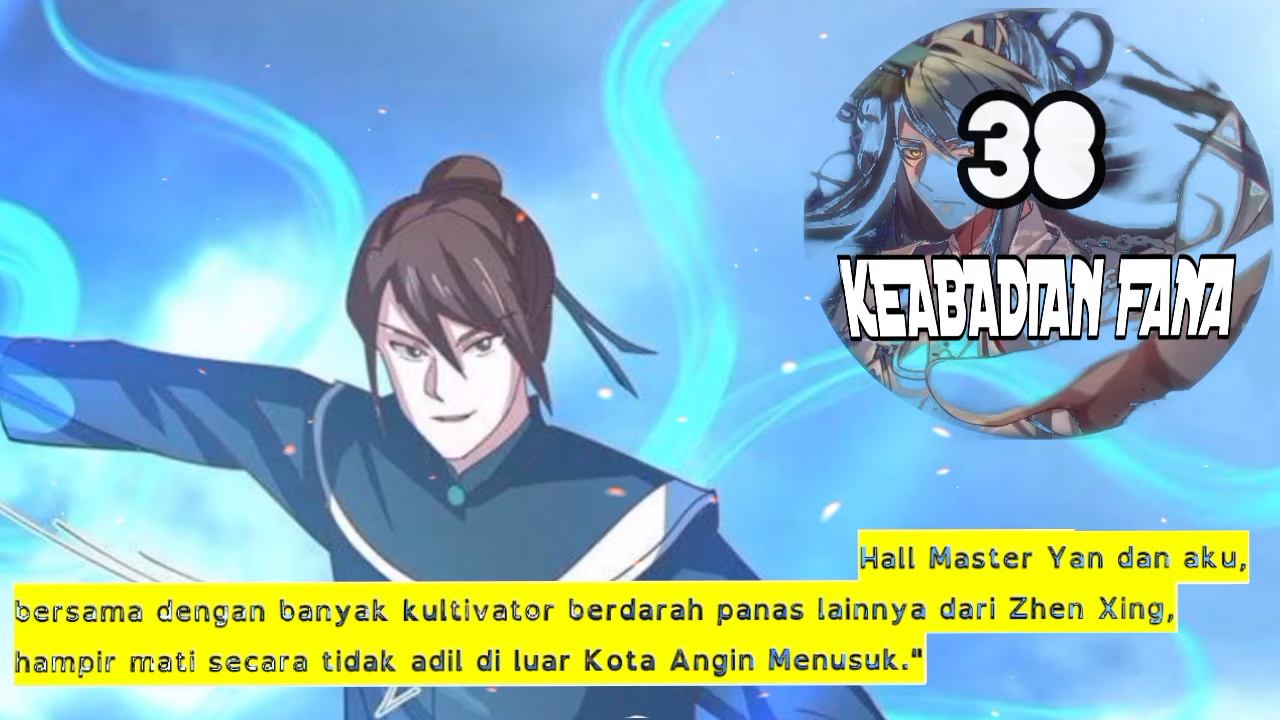 38
KEABADIAN FANA
Hall Master Yan dan aku,
bersama dengan banyak kultivator berdarah panas lainnya dari Zhen Xing,
hampir mati secara tidak adil di luar Kota Angin Menusuk."